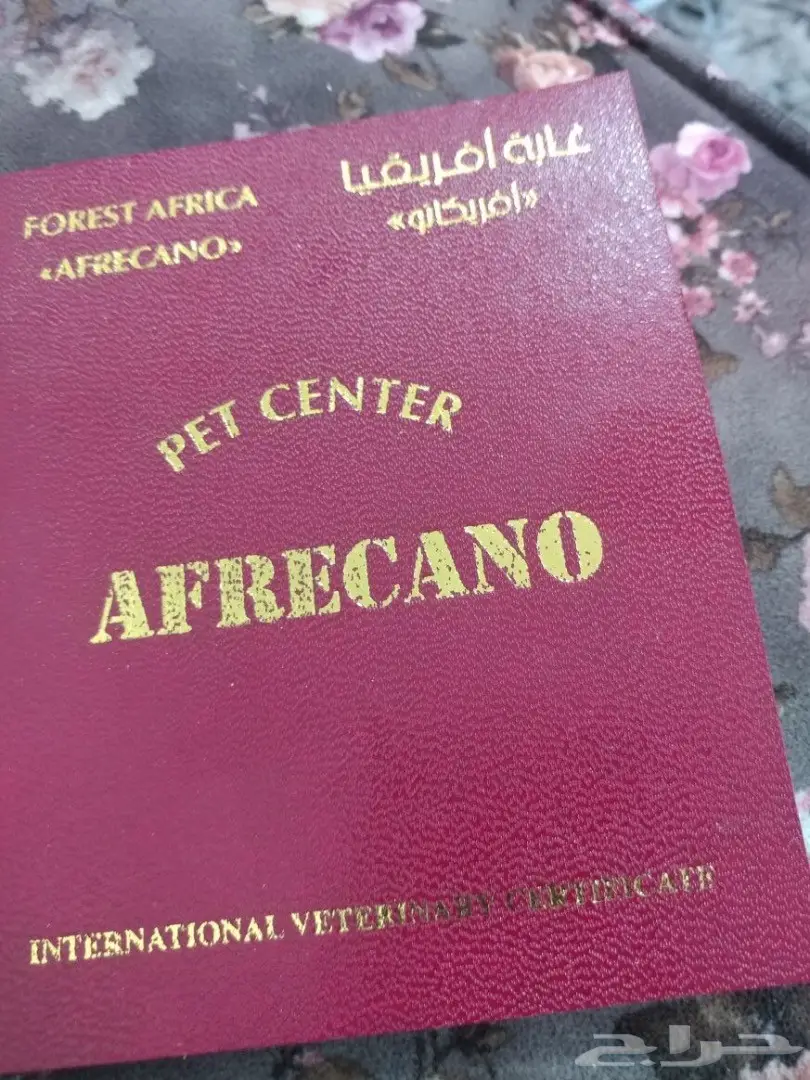 FOREST AFRICA
«AFRECANO»
غابة أفريقيا
«أفريكانو»
PET CENTER
AFRECANO
INTERNATIONAL VETERINARY CERTIFICATE
حراج